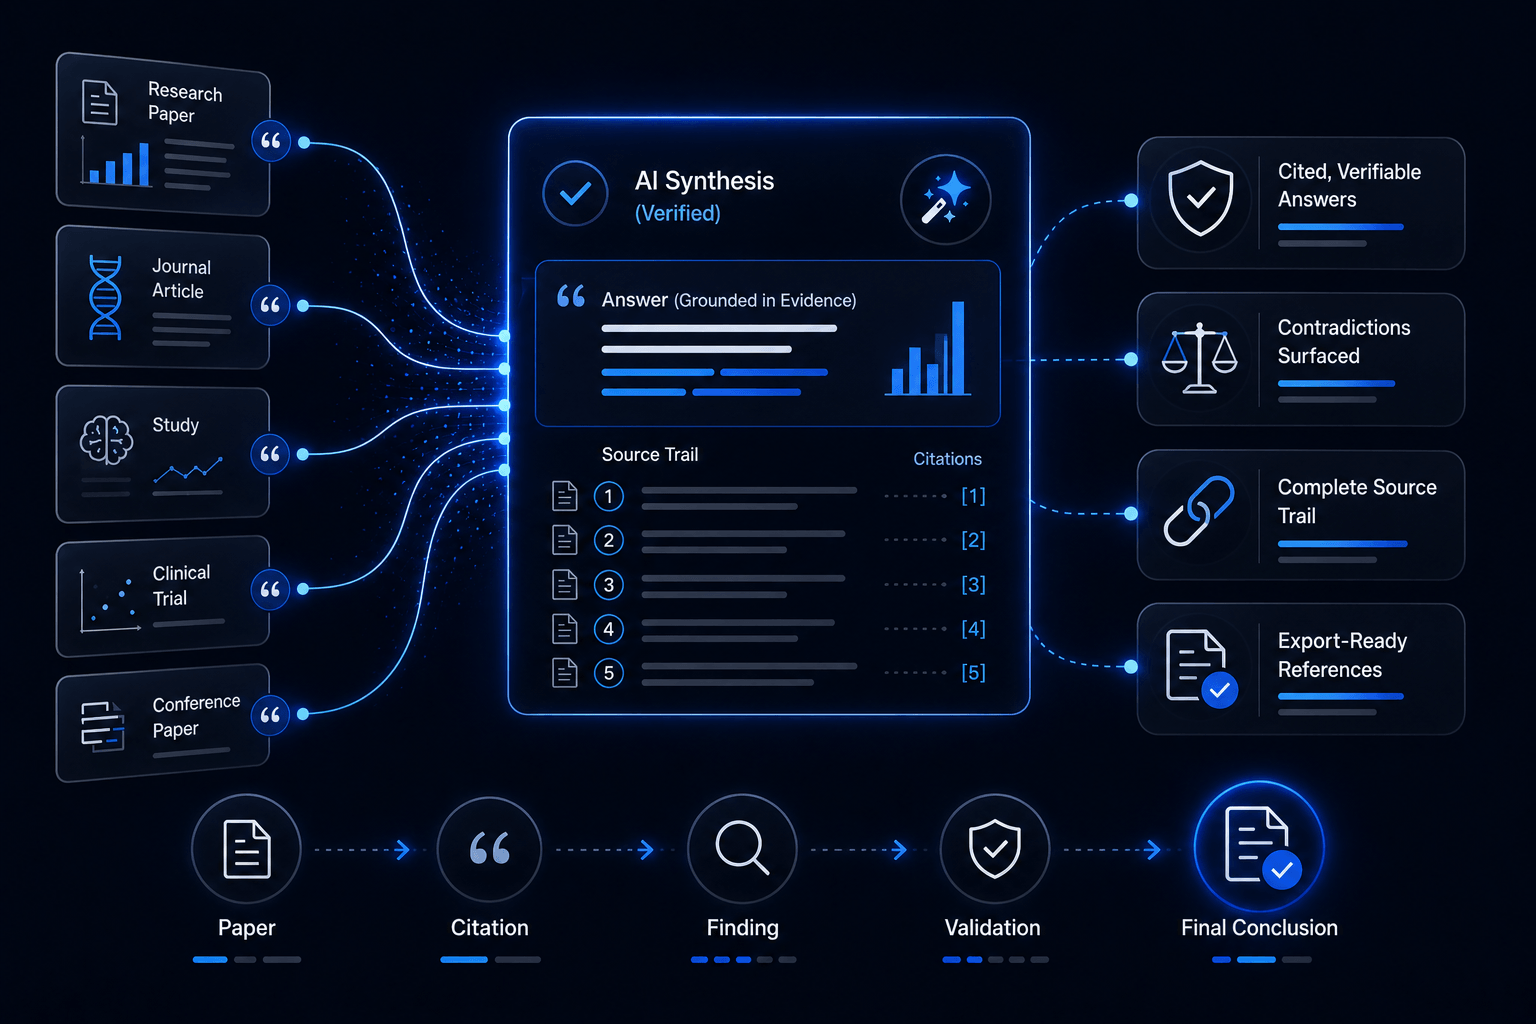 Research
Paper
Journal
Article
Study
Clinical
Trial
Conference
Paper
AI Synthesis
(Verified)
Answer (Grounded in Evidence)
Source Trail
Citations
1 [1]
2 [2]
3 [3]
4 [4]
5 [5]
Cited, Verifiable
Answers
Contradictions
Surfaced
Complete Source
Trail
Export-Ready
References
Paper
Citation
Finding
Validation
Final Conclusion